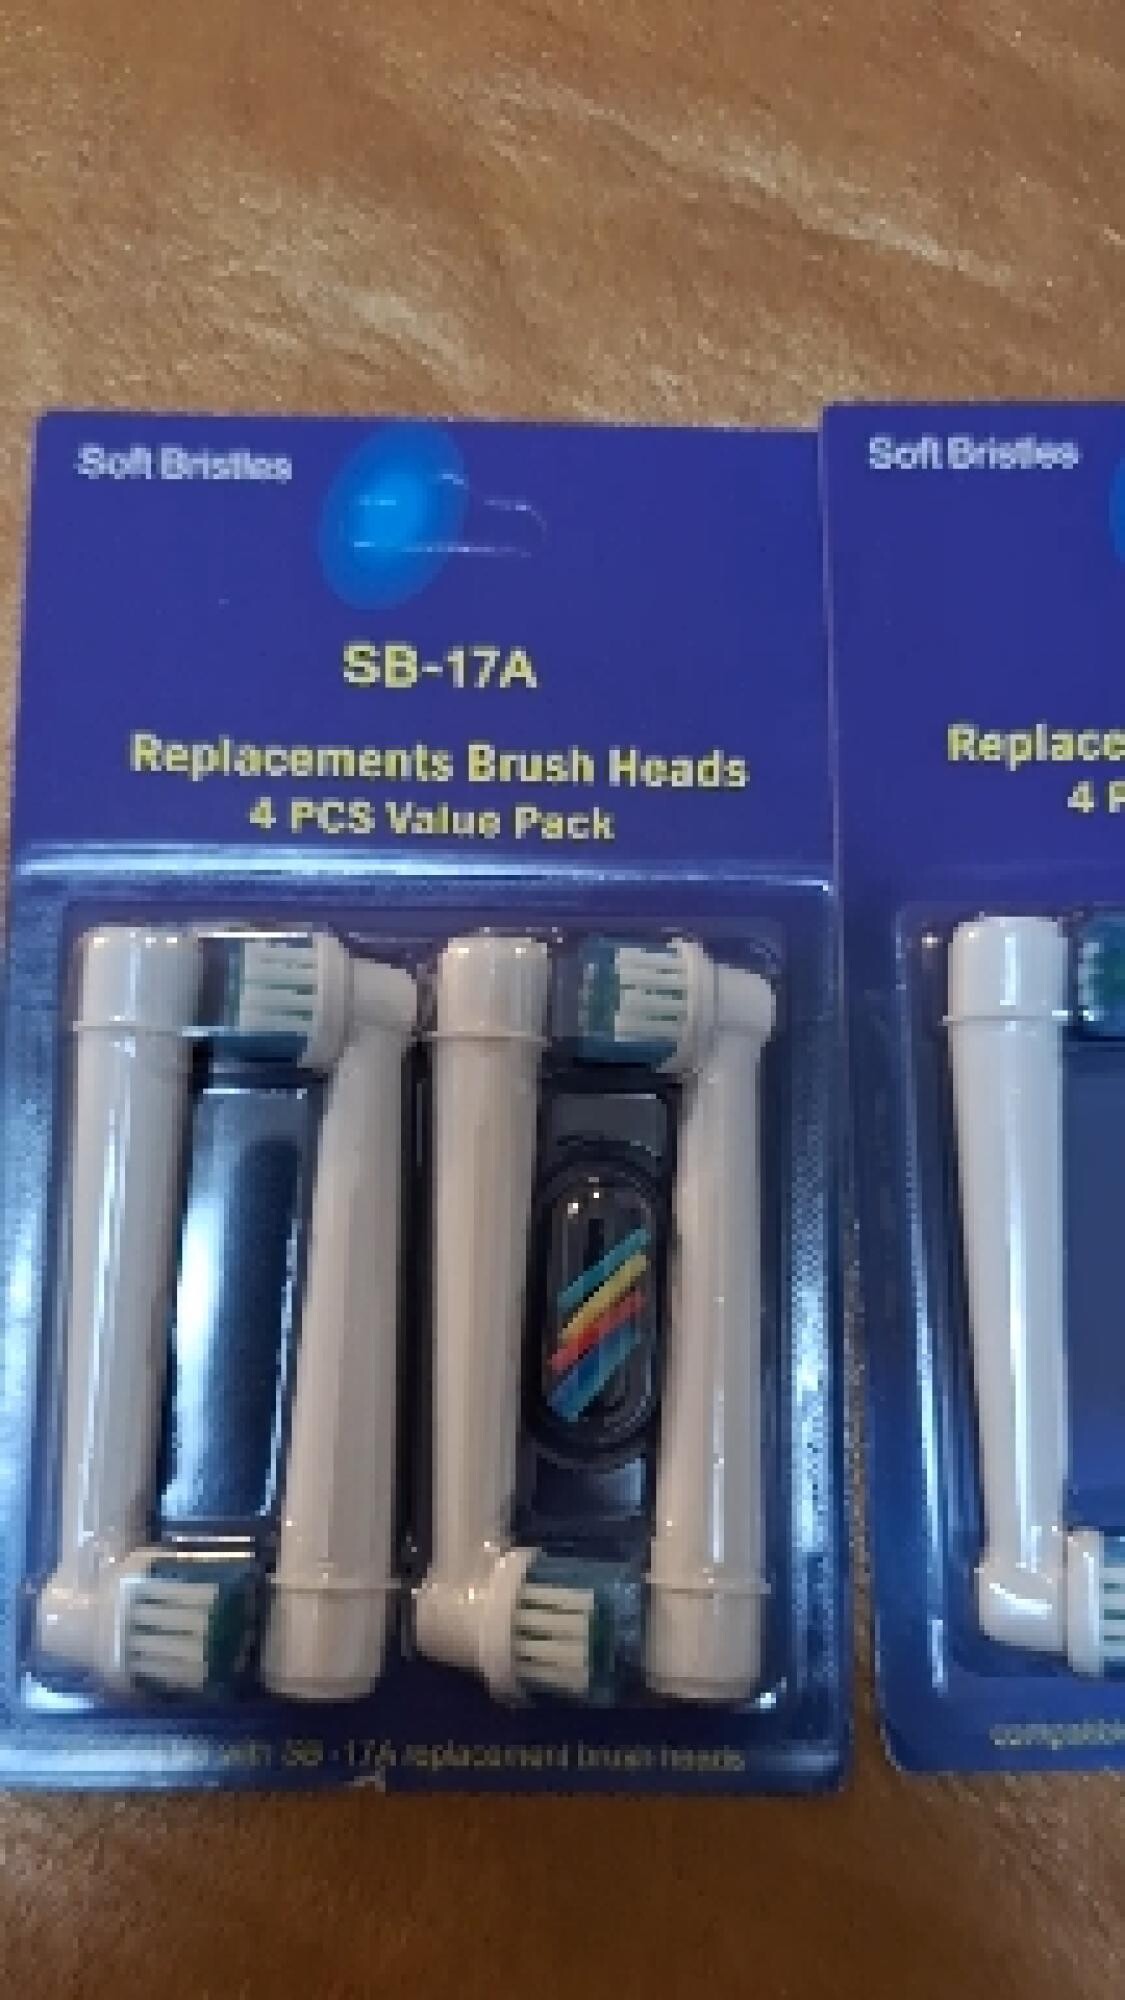 Soft Bristles
SB-17A
Replacements Brush Heads
4 PCS Value Pack
with SB-17A replacement brush heads
Soft Bristles
Replace
4 P
compatible